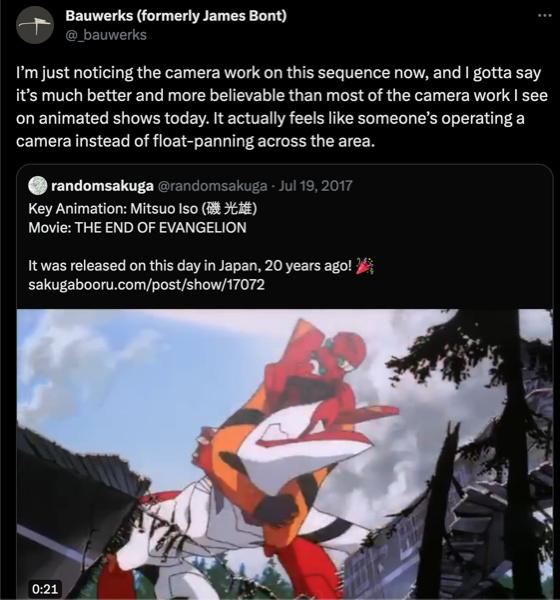 Bauwerks (formerly James Bont)
@_bauwerks
I'm just noticing the camera work on this sequence now, and I gotta say
it's much better and more believable than most of the camera work I see
on animated shows today. It actually feels like someone's operating a
camera instead of float-panning across the area.
randomsakuga @randomsakuga · Jul 19, 2017
Key Animation: Mitsuo Iso (磯 光雄)
Movie: THE END OF EVANGELION
It was released on this day in Japan, 20 years ago! 🎉
sakugabooru.com/post/show/17072
0:21